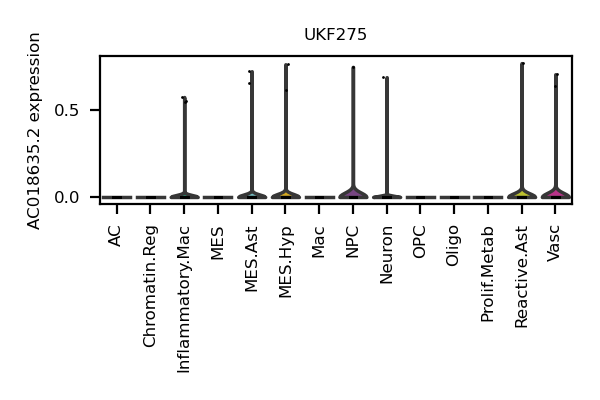 UKF275
AC018635.2 expression
0.5
0.0
AC
Chromatin.Reg
Inflammatory.Mac
MES
MES.Ast
MES.Hyp
Mac
NPC
Neuron
OPC
Oligo
Prolif.Metab
Reactive.Ast
Vasc